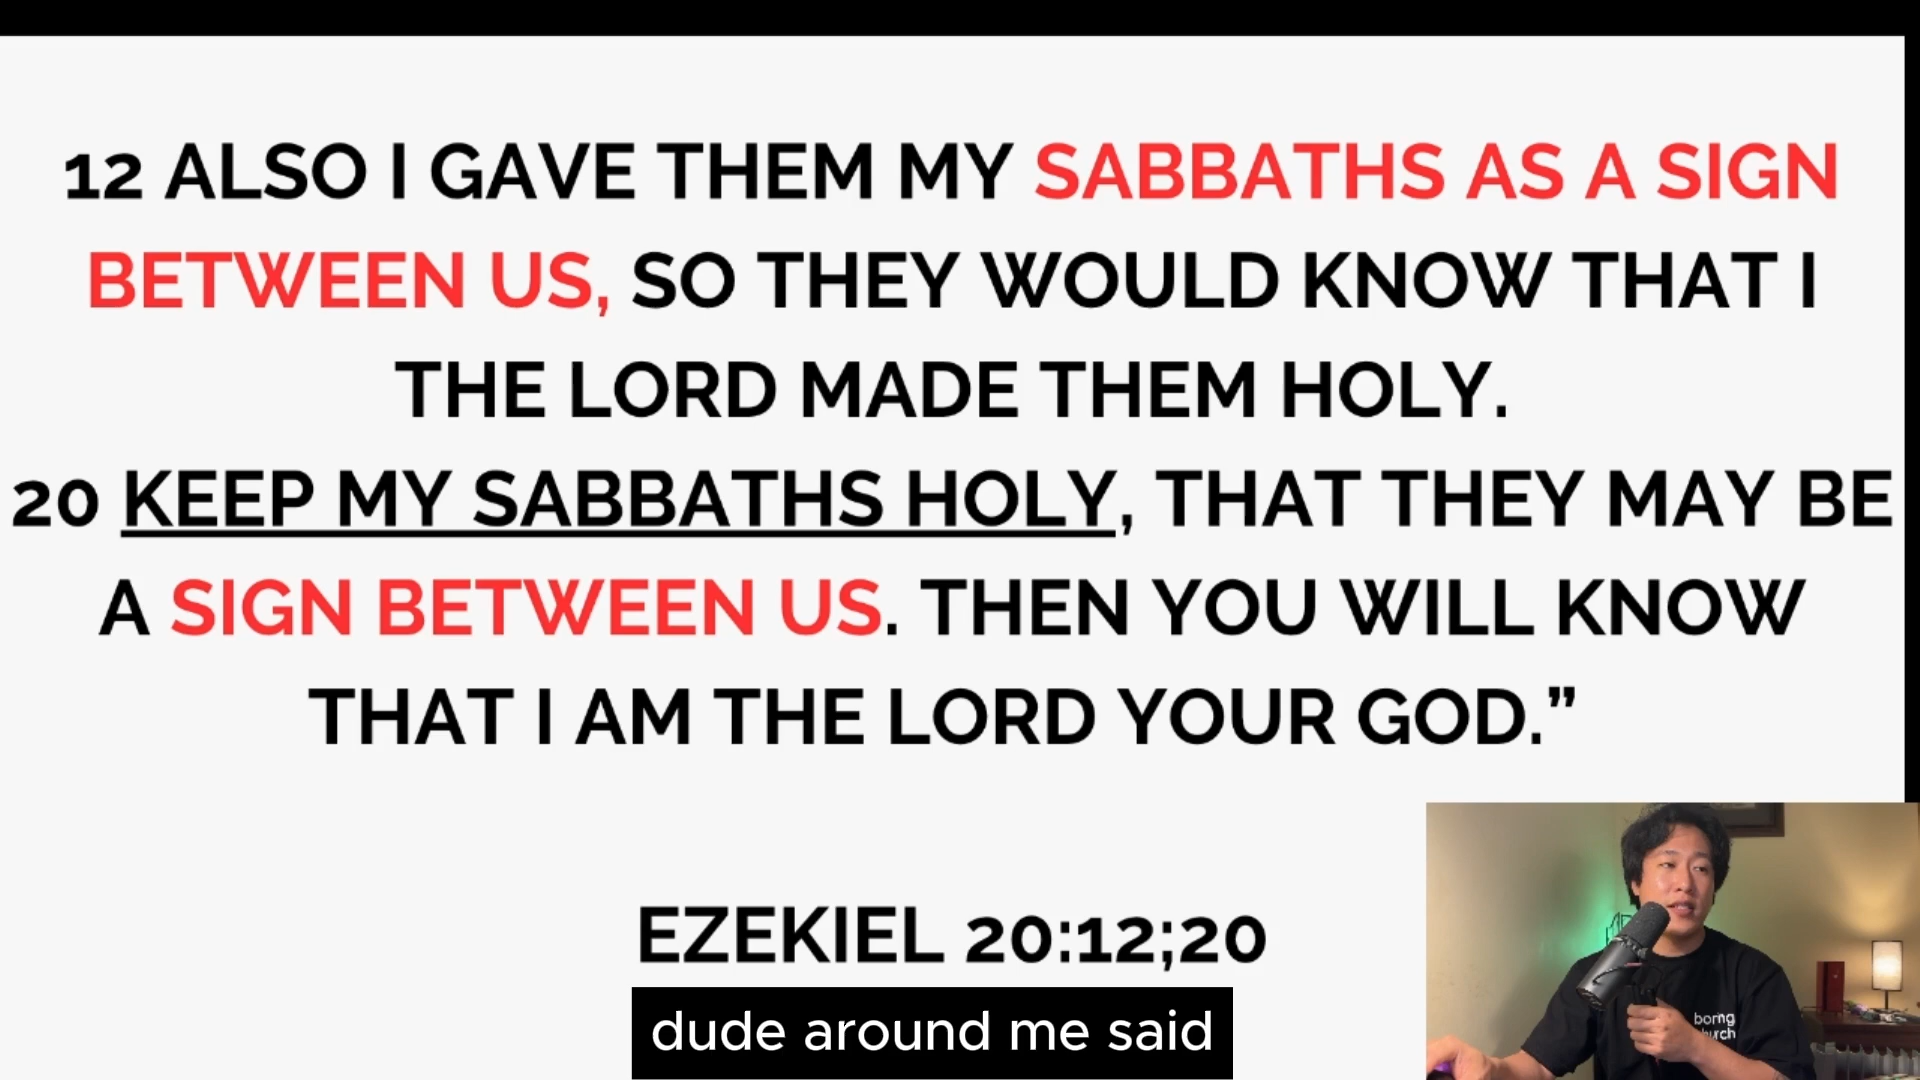 12 ALSO I GAVE THEM MY SABBATHS AS A SIGN
BETWEEN US, SO THEY WOULD KNOW THAT I
THE LORD MADE THEM HOLY.
20 KEEP MY SABBATHS HOLY, THAT THEY MAY BE
A SIGN BETWEEN US. THEN YOU WILL KNOW
THAT I AM THE LORD YOUR GOD.”
EZEKIEL 20:12;20
dude around me said